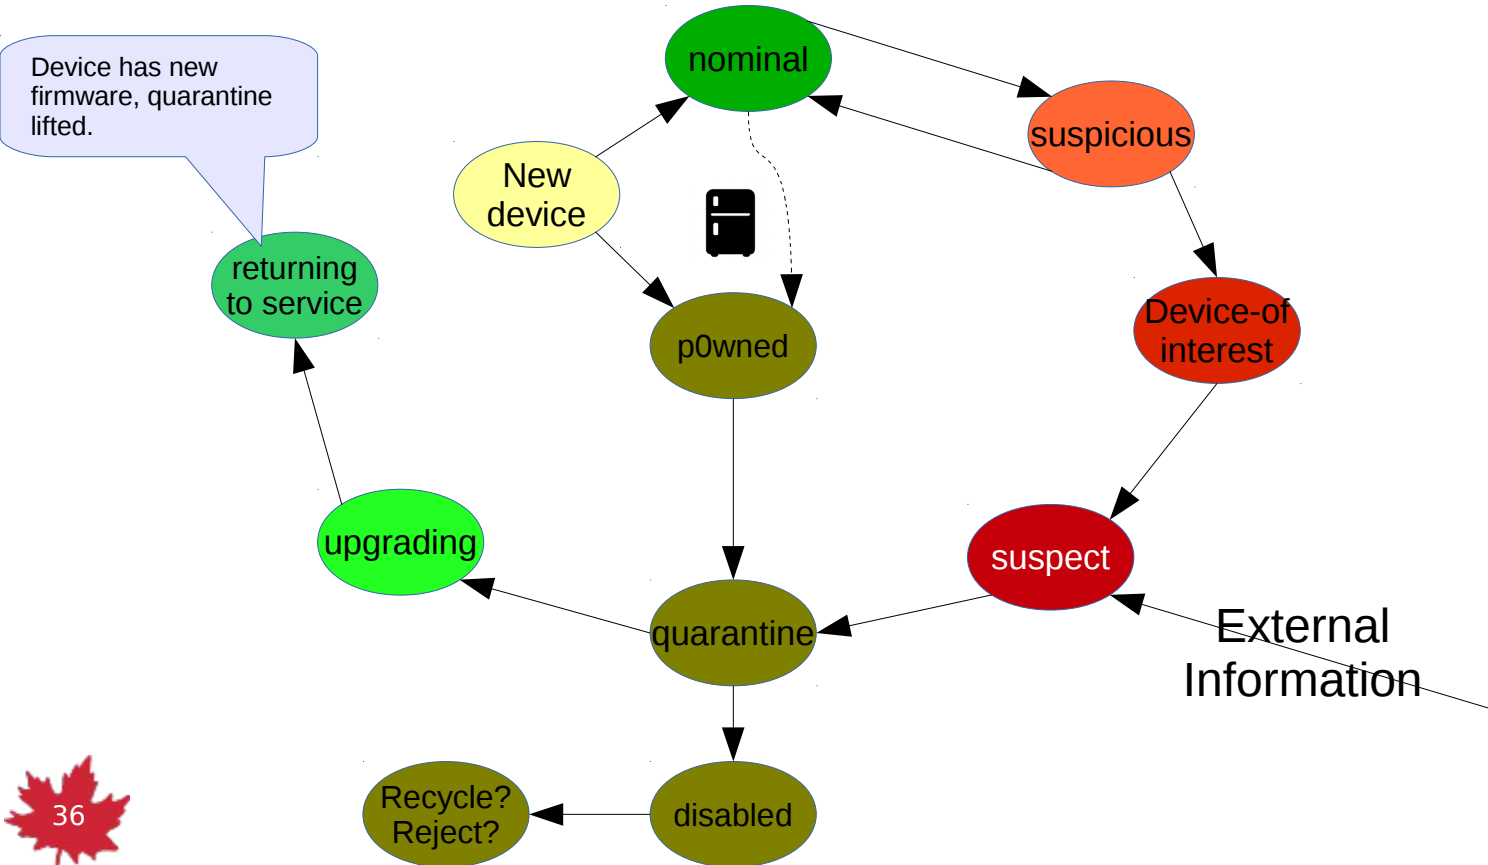 Device has new
firmware, quarantine
lifted.
nominal
suspicious
New
device
returning
to service
Device-of
interest
p0wned
upgrading
suspect
External
Information
quarantine
Recycle?
Reject?
disabled
36